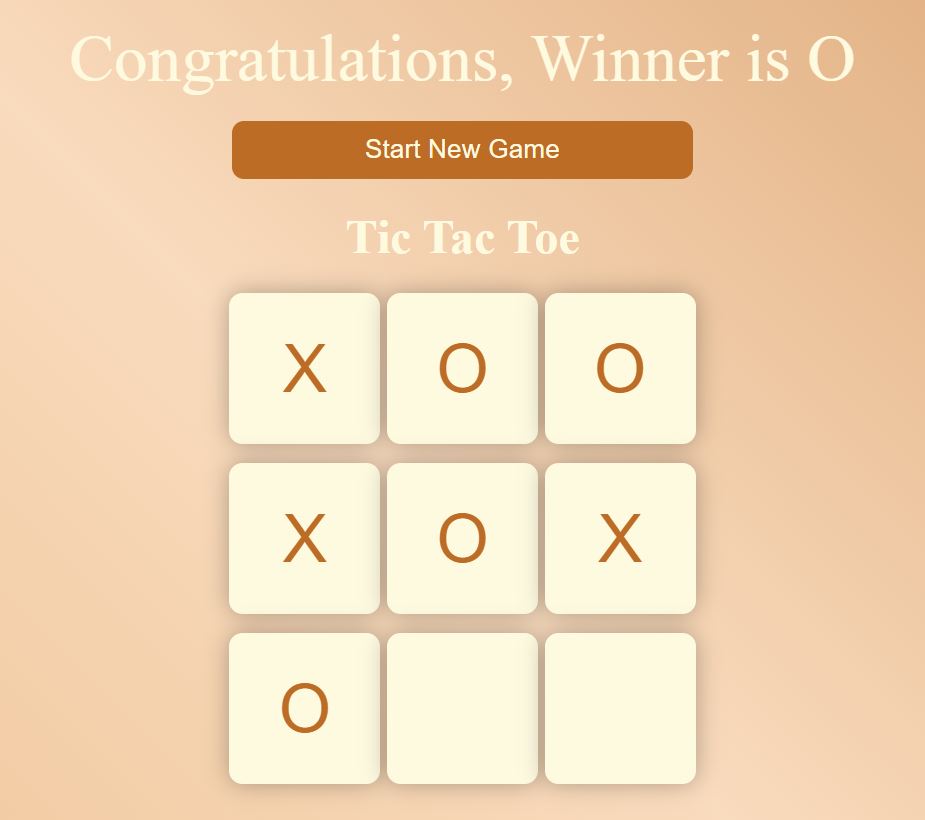 Congratulations, Winner is O
Start New Game
Tic Tac Toe
X O O
X O X
O